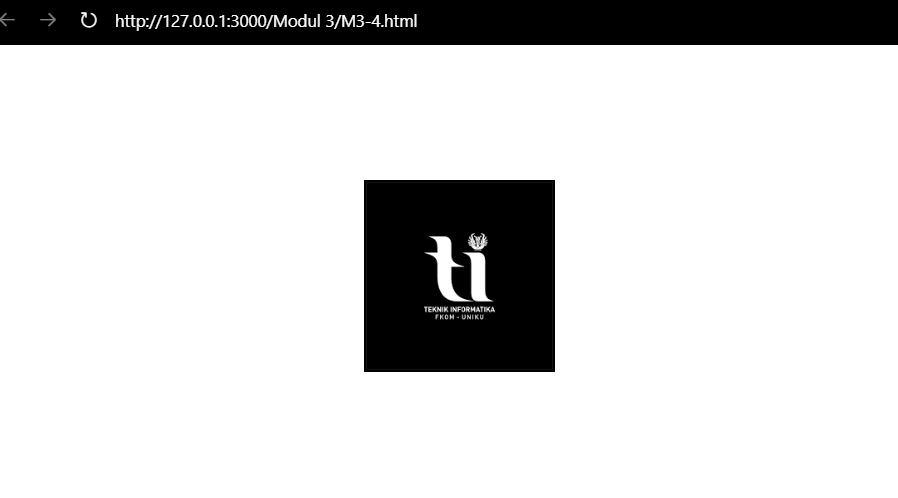 http://127.0.0.1:3000/Modul 3/M3-4.html
ti
TEKNIK INFORMATIKA
FKOM - UNIKU